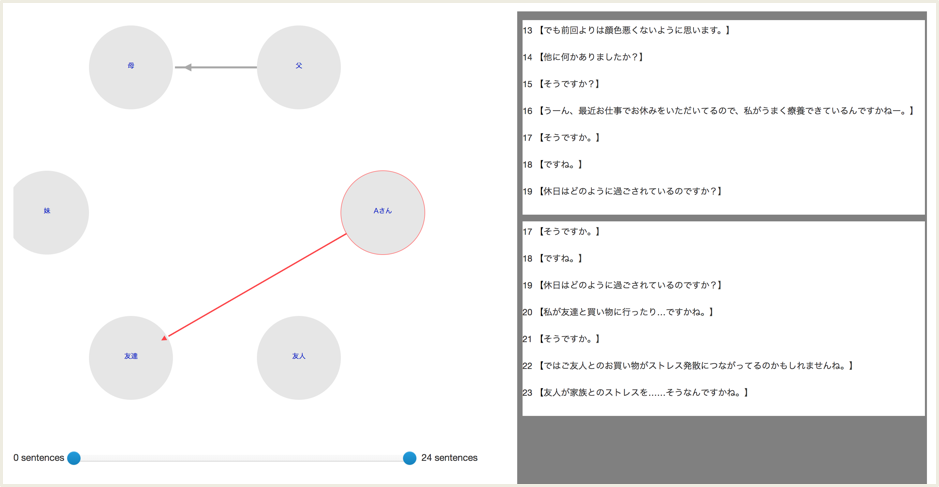 母
父
妹
Aさん
友達
友人
0 sentences
24 sentences
13 【でも前回よりは顔色悪くないように思います。】
14 【他に何かありましたか？】
15 【そうですか？】
16 【うーん、最近お仕事でお休みをいただいてるので、私がうまく療養できているんですかねー。】
17 【そうですか。】
18 【ですね。】
19 【休日はどのように過ごされているのですか？】
17 【そうですか。】
18 【ですね。】
19 【休日はどのように過ごされているのですか？】
20 【私が友達と買い物に行ったり…ですかね。】
21 【そうですか。】
22 【ではご友人とのお買い物がストレス発散につながってるのかもしれませんね。】
23 【友人が家族とのストレスを……そうなんですかね。】